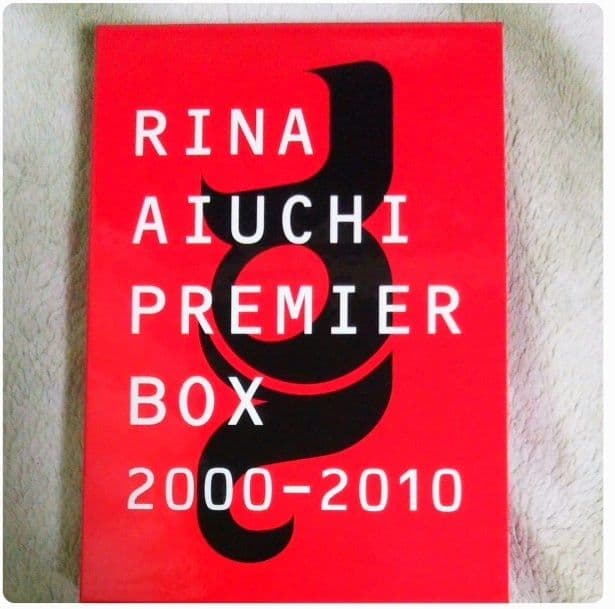 RINA
AIUCHI
PREMIER
BOX
2000-2010